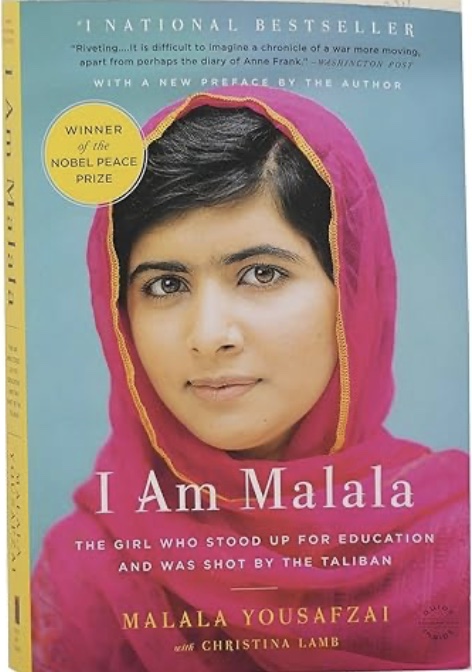 #1 NATIONAL BESTSELLER
"Riveting....It is difficult to imagine a chronicle of a war more moving,
apart from perhaps the diary of Anne Frank." —WASHINGTON POST
WITH A NEW PREFACE BY THE AUTHOR
WINNER
of the
NOBEL PEACE
PRIZE
I Am Malala
THE GIRL WHO STOOD UP FOR EDUCATION
AND WAS SHOT BY THE TALIBAN
MALALA YOUSAFZAI
with CHRISTINA LAMB
I Am Malala
YOUSAFZAI